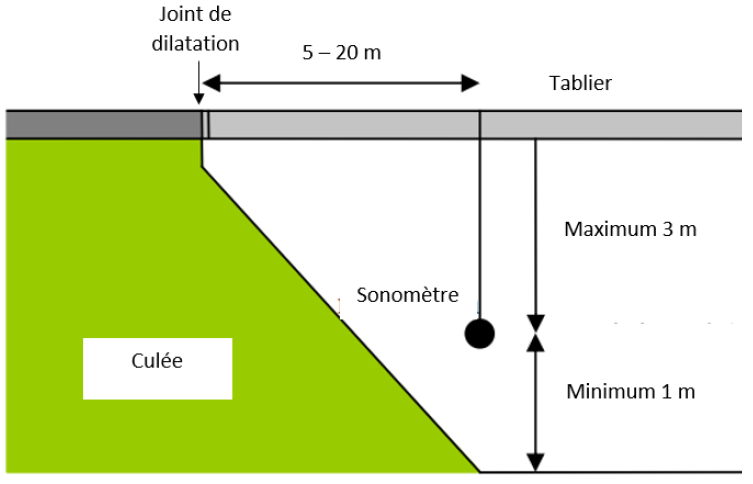 Joint de
dilatation
5 – 20 m
Tablier
Maximum 3 m
Sonomètre
Culée
Minimum 1 m